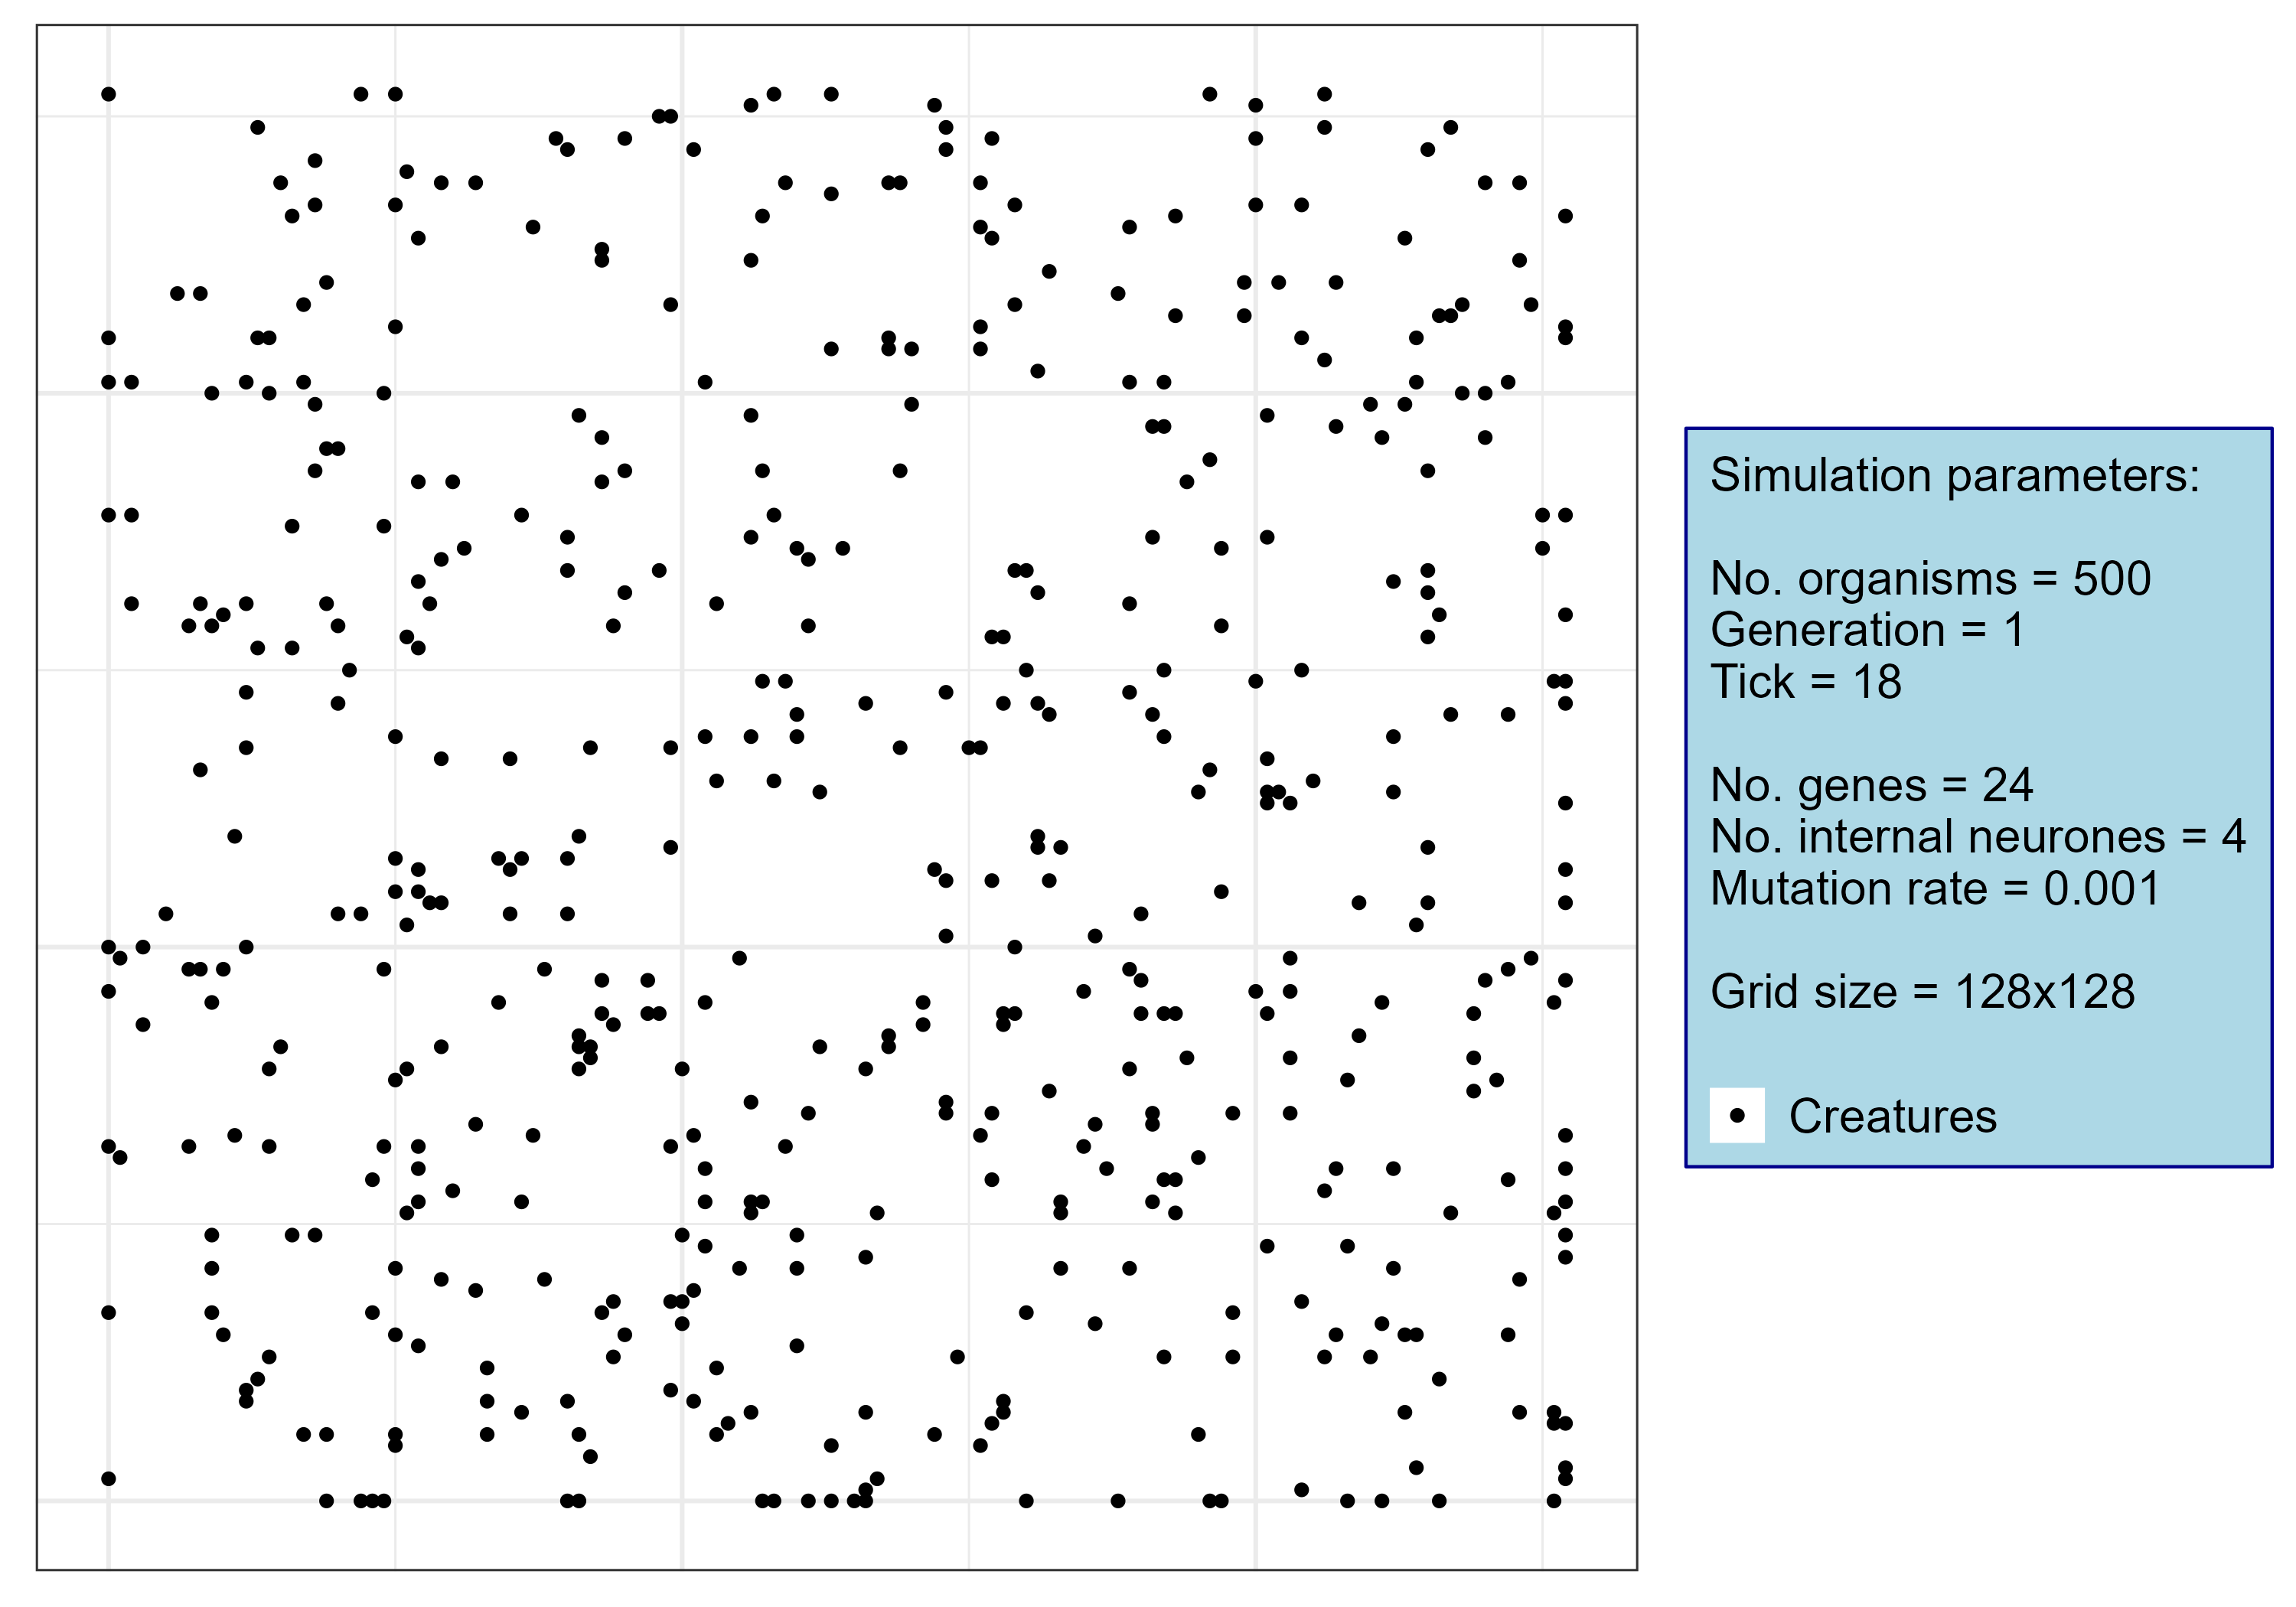 Simulation parameters:
No. organisms = 500
Generation = 1
Tick = 18
No. genes = 24
No. internal neurones = 4
Mutation rate = 0.001
Grid size = 128x128
Creatures